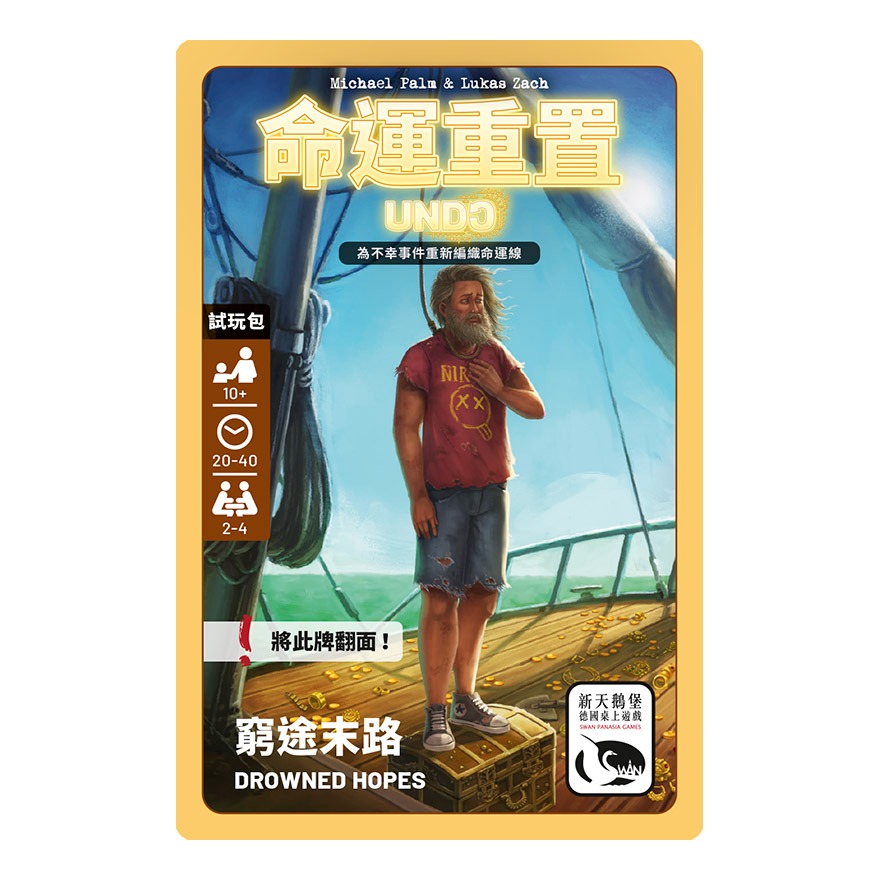 Michael Palm & Lukas Zach
命運重置
UNDO
為不幸事件重新編織命運線
試玩包
10+
20-40
2-4
NIR
XX
將此牌翻面！
窮途末路
DROWNED HOPES
新天鵝堡
德國桌上遊戲
SWAN PANASIA GAMES
SWAN